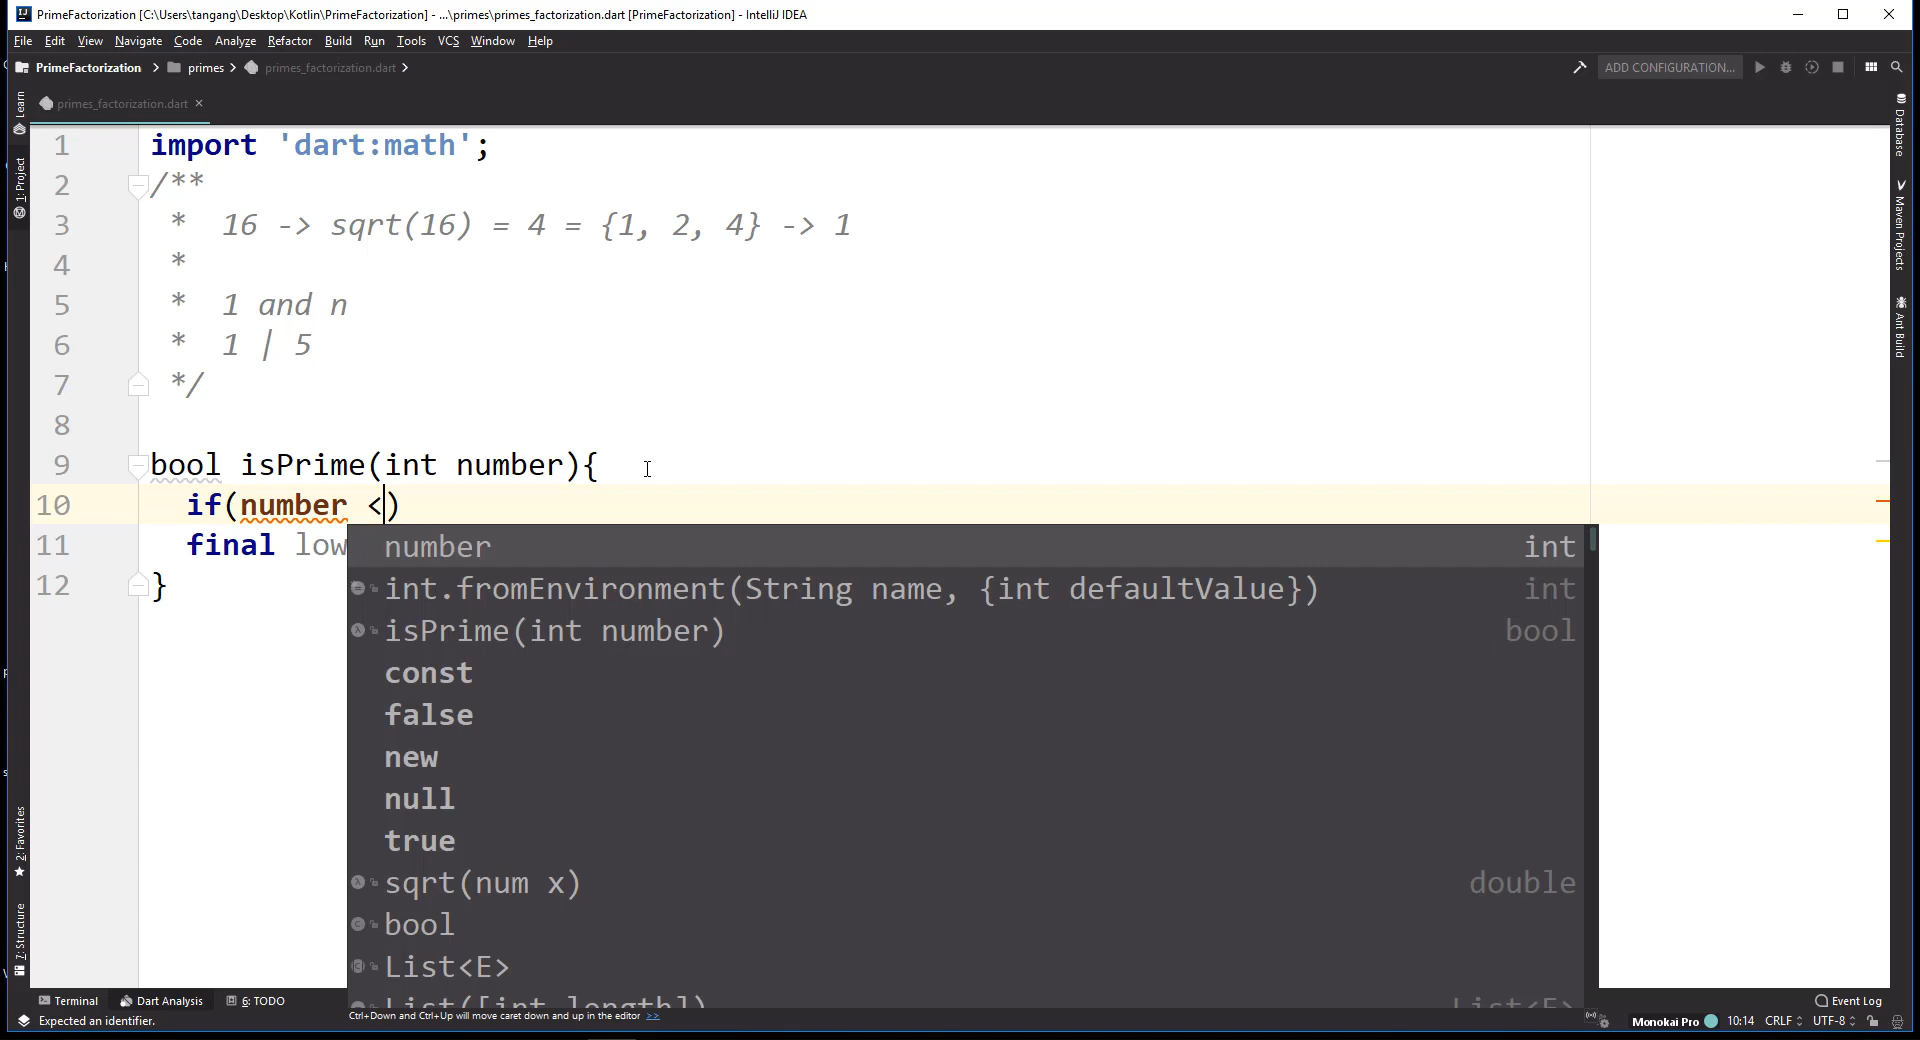 PrimeFactorization [C:\Users\tangang\Desktop\Kotlin\PrimeFactorization] - ...\primes\primes_factorization.dart [PrimeFactorization] - IntelliJ IDEA
File Edit View Navigate Code Analyze Refactor Build Run Tools VCS Window Help
PrimeFactorization primes primes_factorization.dart ADD CONFIGURATION...
primes_factorization.dart
Learn
1: Project
2: Favorites
7: Structure
1 import 'dart:math';
2 /**
3 * 16 -> sqrt(16) = 4 = {1, 2, 4} -> 1
4 *
5 * 1 and n
6 * 1 | 5
7 */
8
9 bool isPrime(int number){
10 if(number <)
11 final low
12 }
number int
int.fromEnvironment(String name, {int defaultValue}) int
isPrime(int number) bool
const
false
new
null
true
sqrt(num x) double
bool
List<E>
List([int length]) List<E>
Ctrl+Down and Ctrl+Up will move caret down and up in the editor >>
Database
Maven Projects
Ant Build
Terminal Dart Analysis 6: TODO Event Log
Expected an identifier. Monokai Pro 10:14 CRLF UTF-8